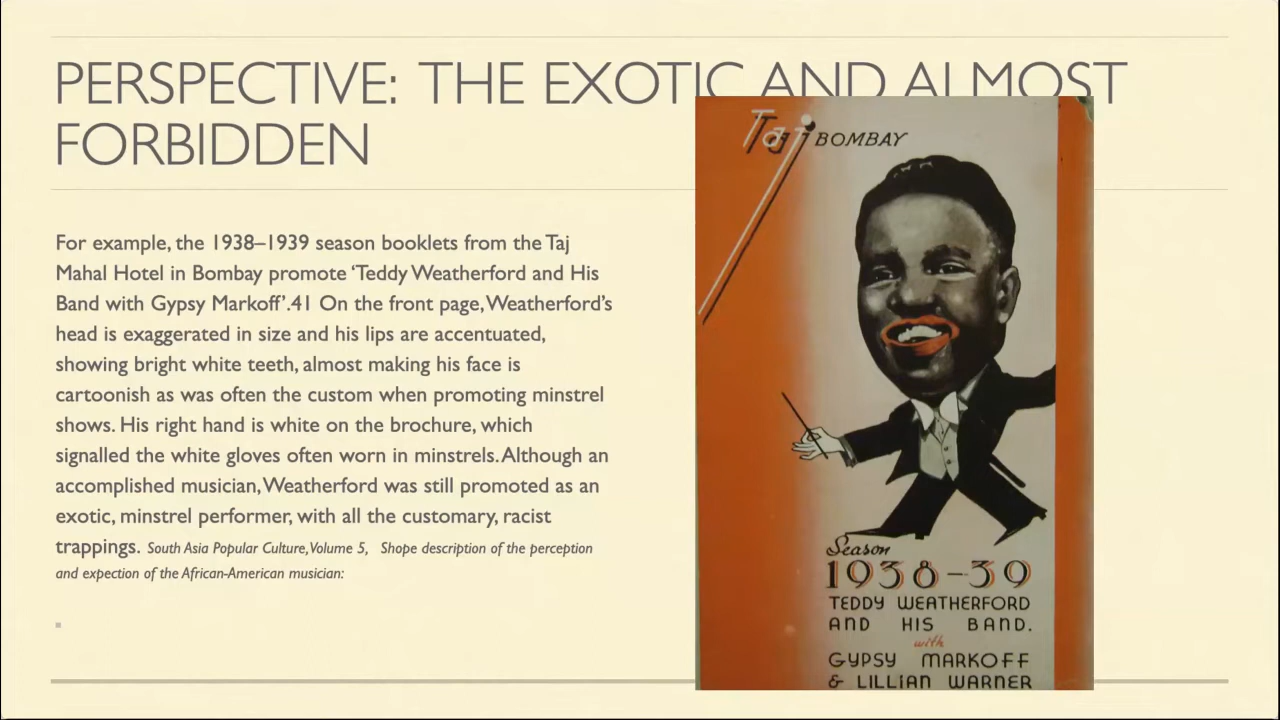 PERSPECTIVE: THE EXOTIC AND ALMOST
FORBIDDEN
For example, the 1938–1939 season booklets from the Taj
Mahal Hotel in Bombay promote ‘Teddy Weatherford and His
Band with Gypsy Markoff’.41 On the front page, Weatherford’s
head is exaggerated in size and his lips are accentuated,
showing bright white teeth, almost making his face is
cartoonish as was often the custom when promoting minstrel
shows. His right hand is white on the brochure, which
signalled the white gloves often worn in minstrels. Although an
accomplished musician, Weatherford was still promoted as an
exotic, minstrel performer, with all the customary, racist
trappings. South Asia Popular Culture, Volume 5, Shope description of the perception
and expection of the African-American musician:
Taj BOMBAY
Season
1938-39
TEDDY WEATHERFORD
AND HIS BAND.
with
GYPSY MARKOFF
& LILLIAN WARNER